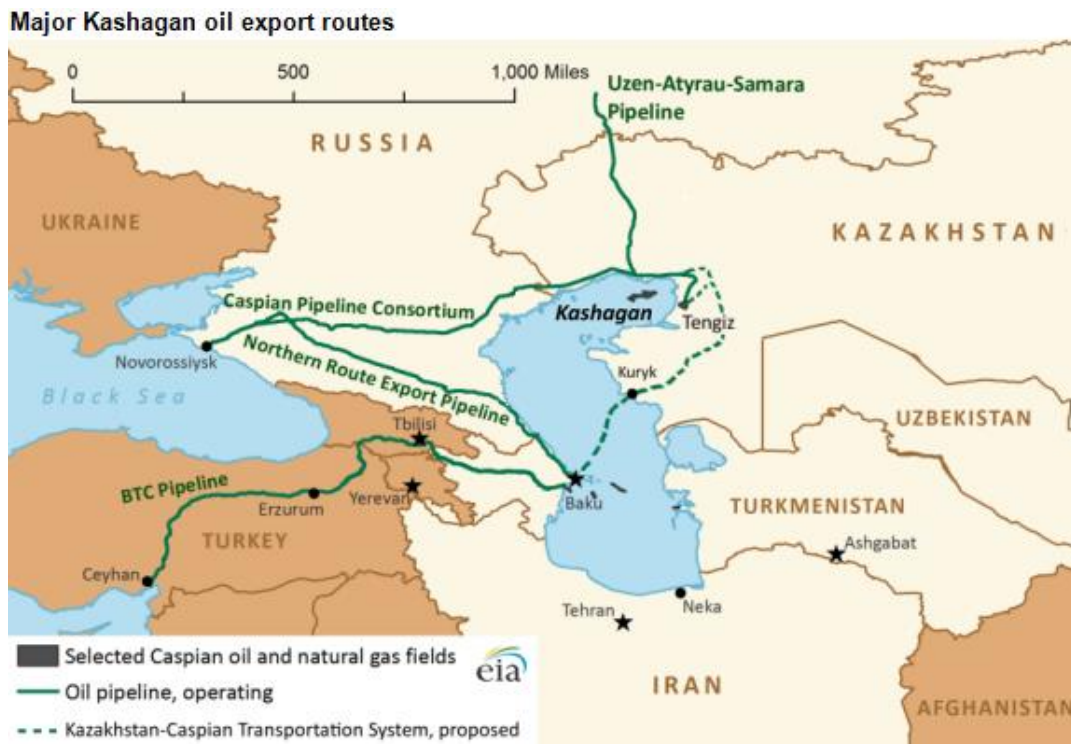 Major Kashagan oil export routes
0 500 1,000 Miles
Uzen-Atyrau-Samara
Pipeline
RUSSIA
UKRAINE
KAZAKHSTAN
Caspian Pipeline Consortium
Kashagan
Tengiz
Novorossiysk
Northern Route Export Pipeline
Kuryk
Black Sea
Tbilisi
UZBEKISTAN
BTC Pipeline
Erzurum
Yerevan
Baku
TURKMENISTAN
TURKEY
Ashgabat
Ceyhan
Tehran
Neka
Selected Caspian oil and natural gas fields
eia
Oil pipeline, operating
IRAN
AFGHANISTAN
Kazakhstan-Caspian Transportation System, proposed